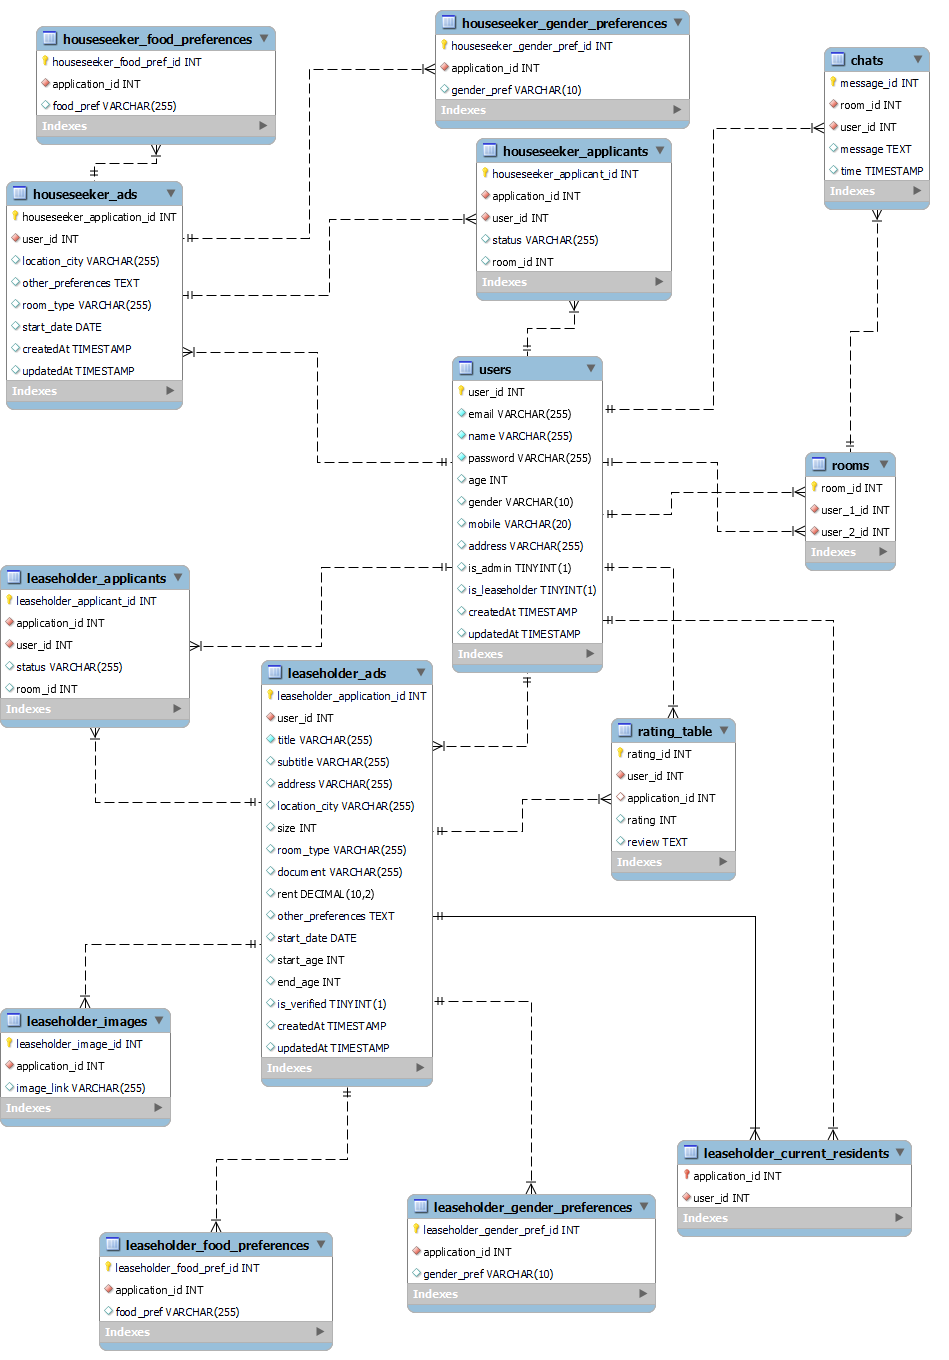 houseseeker_food_preferences
houseseeker_food_pref_id INT
application_id INT
food_pref VARCHAR(255)
Indexes
houseseeker_gender_preferences
houseseeker_gender_pref_id INT
application_id INT
gender_pref VARCHAR(10)
Indexes
chats
message_id INT
room_id INT
user_id INT
message TEXT
time TIMESTAMP
Indexes
houseseeker_applicants
houseseeker_applicant_id INT
application_id INT
user_id INT
status VARCHAR(255)
room_id INT
Indexes
houseseeker_ads
houseseeker_application_id INT
user_id INT
location_city VARCHAR(255)
other_preferences TEXT
room_type VARCHAR(255)
start_date DATE
createdAt TIMESTAMP
updatedAt TIMESTAMP
Indexes
users
user_id INT
email VARCHAR(255)
name VARCHAR(255)
password VARCHAR(255)
age INT
gender VARCHAR(10)
mobile VARCHAR(20)
address VARCHAR(255)
is_admin TINYINT(1)
is_leaseholder TINYINT(1)
createdAt TIMESTAMP
updatedAt TIMESTAMP
Indexes
rooms
room_id INT
user_1_id INT
user_2_id INT
Indexes
leaseholder_applicants
leaseholder_applicant_id INT
application_id INT
user_id INT
status VARCHAR(255)
room_id INT
Indexes
leaseholder_ads
leaseholder_application_id INT
user_id INT
title VARCHAR(255)
subtitle VARCHAR(255)
address VARCHAR(255)
location_city VARCHAR(255)
size INT
room_type VARCHAR(255)
document VARCHAR(255)
rent DECIMAL(10,2)
other_preferences TEXT
start_date DATE
start_age INT
end_age INT
is_verified TINYINT(1)
createdAt TIMESTAMP
updatedAt TIMESTAMP
Indexes
rating_table
rating_id INT
user_id INT
application_id INT
rating INT
review TEXT
Indexes
leaseholder_images
leaseholder_image_id INT
application_id INT
image_link VARCHAR(255)
Indexes
leaseholder_current_residents
application_id INT
user_id INT
Indexes
leaseholder_gender_preferences
leaseholder_gender_pref_id INT
application_id INT
gender_pref VARCHAR(10)
Indexes
leaseholder_food_preferences
leaseholder_food_pref_id INT
application_id INT
food_pref VARCHAR(255)
Indexes